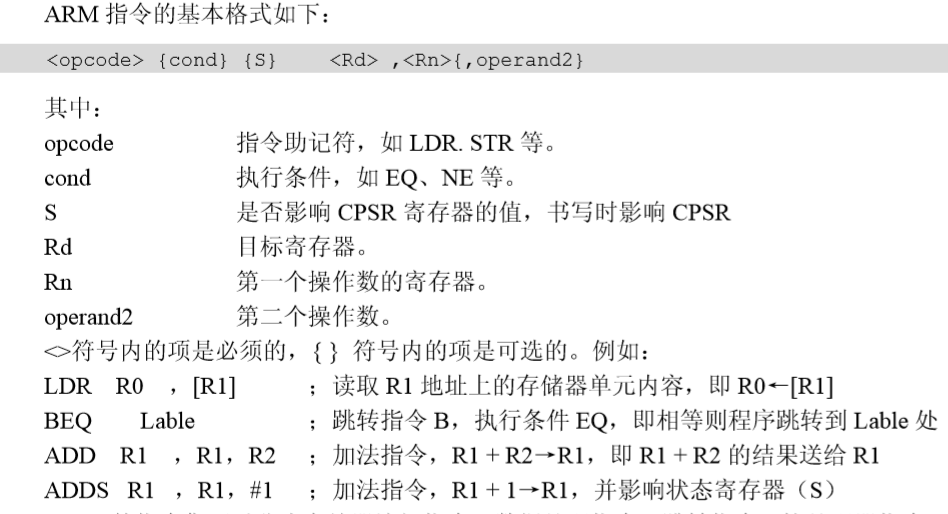 ARM 指令的基本格式如下：
<opcode> {cond} {S} <Rd> ,<Rn>{,operand2}
其中：
opcode 指令助记符，如 LDR. STR 等。
cond 执行条件，如 EQ、NE 等。
S 是否影响 CPSR 寄存器的值，书写时影响 CPSR
Rd 目标寄存器。
Rn 第一个操作数的寄存器。
operand2 第二个操作数。
<>符号内的项是必须的，{ } 符号内的项是可选的。例如：
LDR R0 ，[R1] ；读取 R1 地址上的存储器单元内容，即 R0←[R1]
BEQ Lable ；跳转指令 B，执行条件 EQ，即相等则程序跳转到 Lable 处
ADD R1 ，R1，R2 ；加法指令，R1 + R2→R1，即 R1 + R2 的结果送给 R1
ADDS R1 ，R1，#1 ；加法指令，R1 + 1→R1，并影响状态寄存器（S）